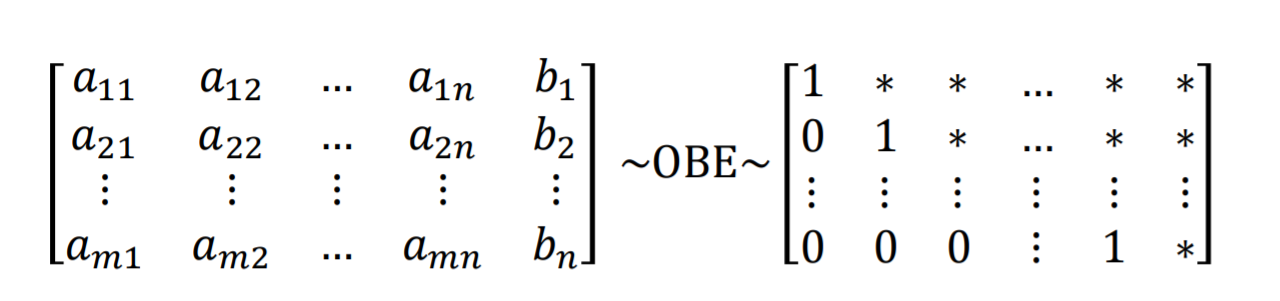 [a₁₁ a₁₂ ... a₁ₙ b₁] [1 * * ... * *]
[a₂₁ a₂₂ ... a₂ₙ b₂] ~OBE~ [0 1 * ... * *]
[⋮ ⋮ ⋮ ⋮ ⋮] [⋮ ⋮ ⋮ ⋮ ⋮ ⋮]
[aₘ₁ aₘ₂ ... aₘₙ bₙ] [0 0 0 ⋮ 1 *]